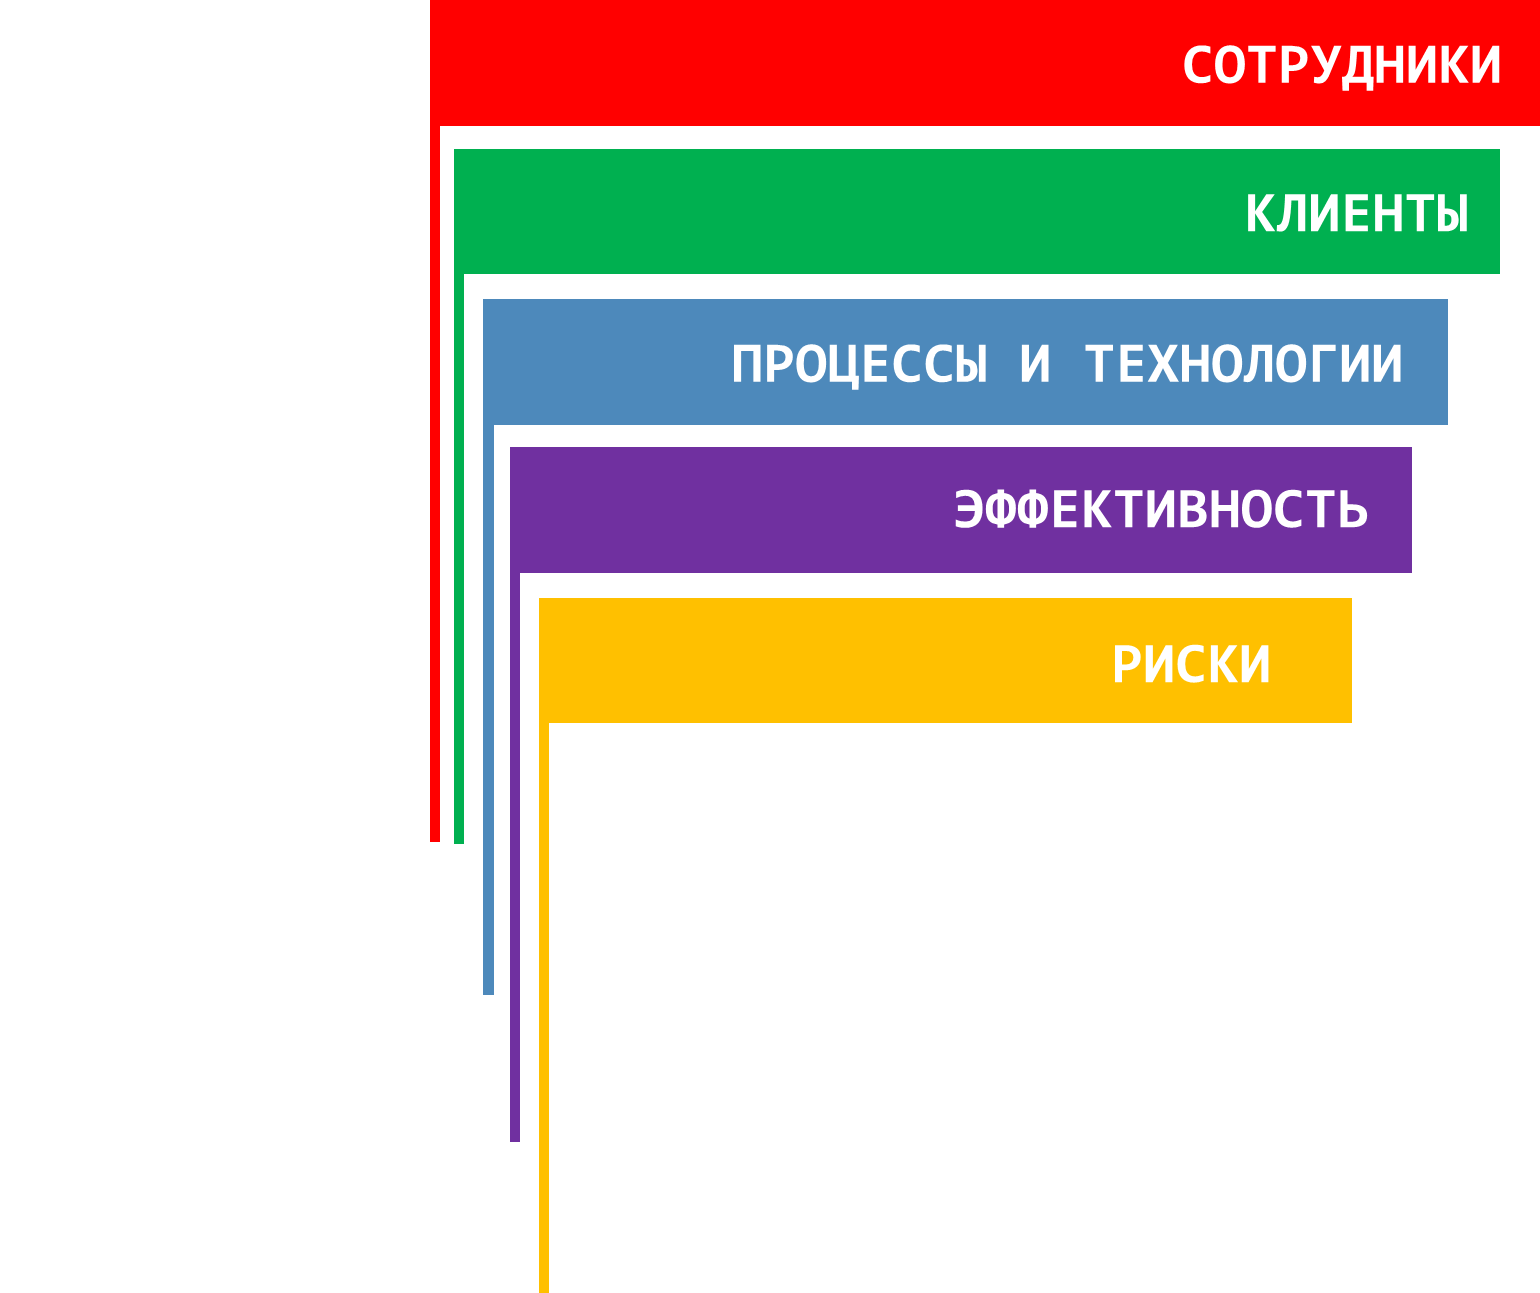 СОТРУДНИКИ
КЛИЕНТЫ
ПРОЦЕССЫ И ТЕХНОЛОГИИ
ЭФФЕКТИВНОСТЬ
РИСКИ